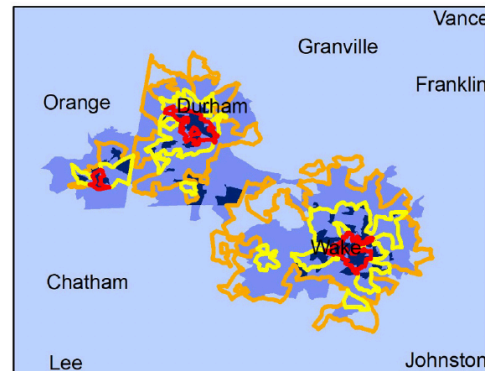 Vance
Granville
Franklin
Orange
Durham
Wake
Chatham
Lee
Johnston